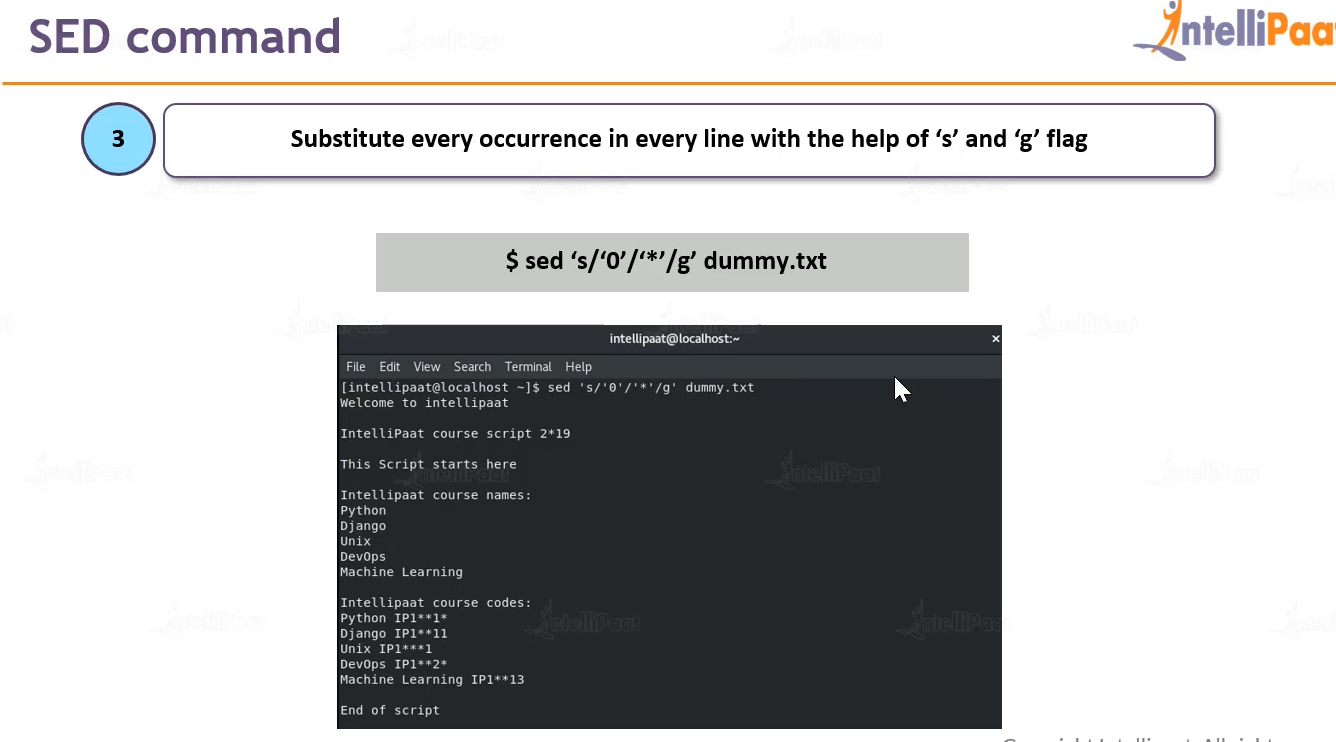 SED command
IntelliPaa
3
Substitute every occurrence in every line with the help of ‘s’ and ‘g’ flag
$ sed ‘s/‘0’/‘*’/g’ dummy.txt
intellipaat@localhost:~
×
File Edit View Search Terminal Help
[intellipaat@localhost ~]$ sed 's/'0'/'*'/g' dummy.txt
Welcome to intellipaat
IntelliPaat course script 2*19
This Script starts here
Intellipaat course names:
Python
Django
Unix
DevOps
Machine Learning
Intellipaat course codes:
Python IP1**1*
Django IP1**11
Unix IP1***1
DevOps IP1**2*
Machine Learning IP1**13
End of script